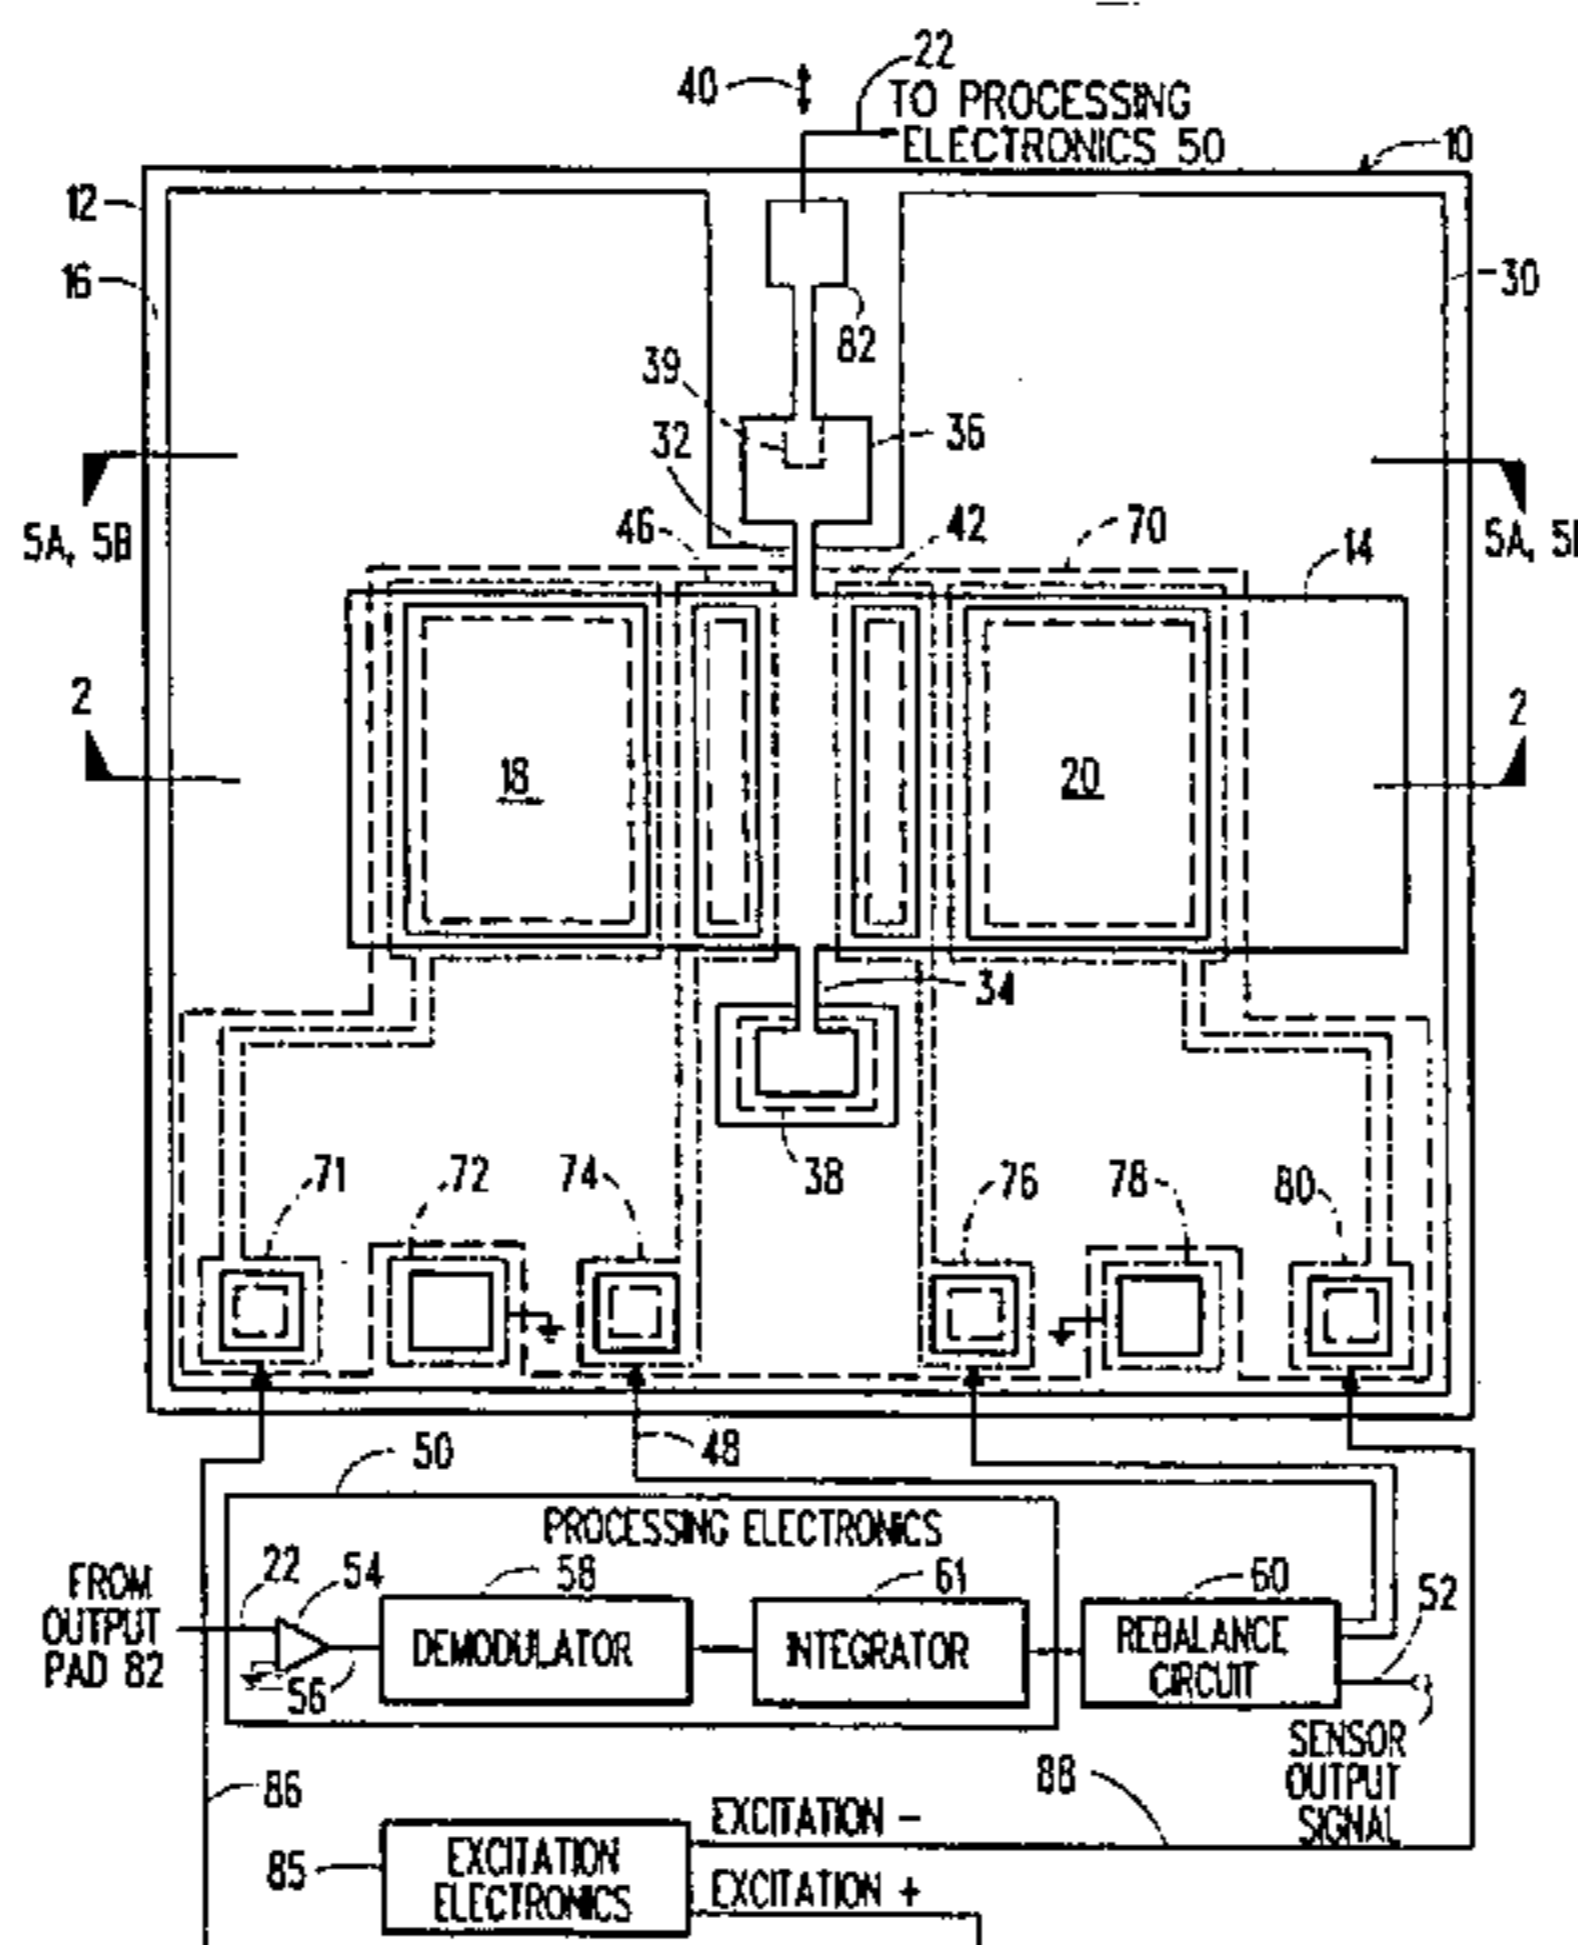 22
40
TO PROCESSING
ELECTRONICS 50
10
12
16
30
82
39
36
32
5A, 5B
46
42
70
14
5A, 5
2
2
18
20
34
38
71
72
74
76
78
80
48
50
PROCESSING ELECTRONICS
FROM
OUTPUT
PAD 82
22
54
56
58
DEMODULATOR
61
INTEGRATOR
60
REBALANCE
CIRCUIT
52
SENSOR
OUTPUT
SIGNAL
86
88
EXCITATION -
85
EXCITATION
ELECTRONICS
EXCITATION +